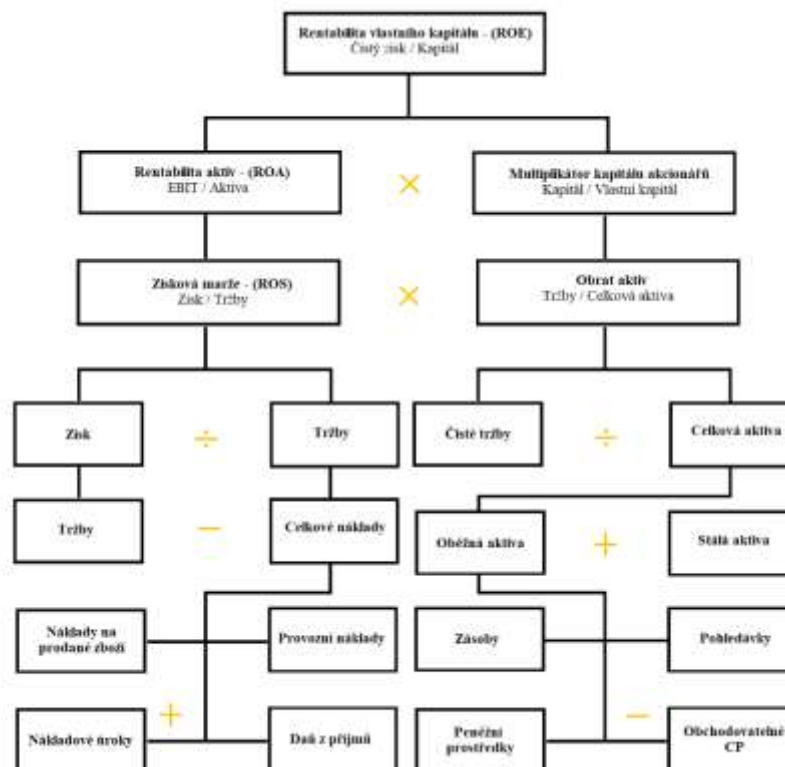 Rentabilita vlastního kapitálu - (ROE)
Čistý zisk / Kapitál
Rentabilita aktiv - (ROA)
EBIT / Aktiva
×
Multiplikátor kapitálu akcionářů
Kapitál / Vlastní kapitál
Zisková marže - (ROS)
Zisk / Tržby
×
Obrat aktiv
Tržby / Celková aktiva
Zisk
÷
Tržby
Čisté tržby
÷
Celková aktiva
Tržby
−
Celkové náklady
Oběžná aktiva
+
Stálá aktiva
Náklady na
prodané zboží
Provozní náklady
Zásoby
Pohledávky
Nákladové úroky
+
Daň z příjmů
Peněžní
prostředky
−
Obchodovatelné
CP